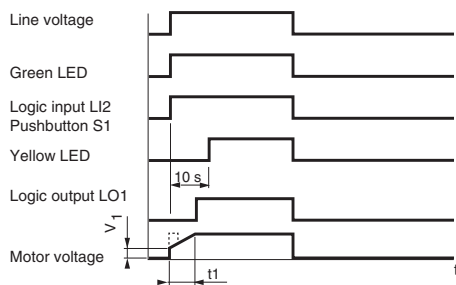 Line voltage
Green LED
Logic input LI2
Pushbutton S1
Yellow LED
10 s
Logic output LO1
V1
Motor voltage
t
t1